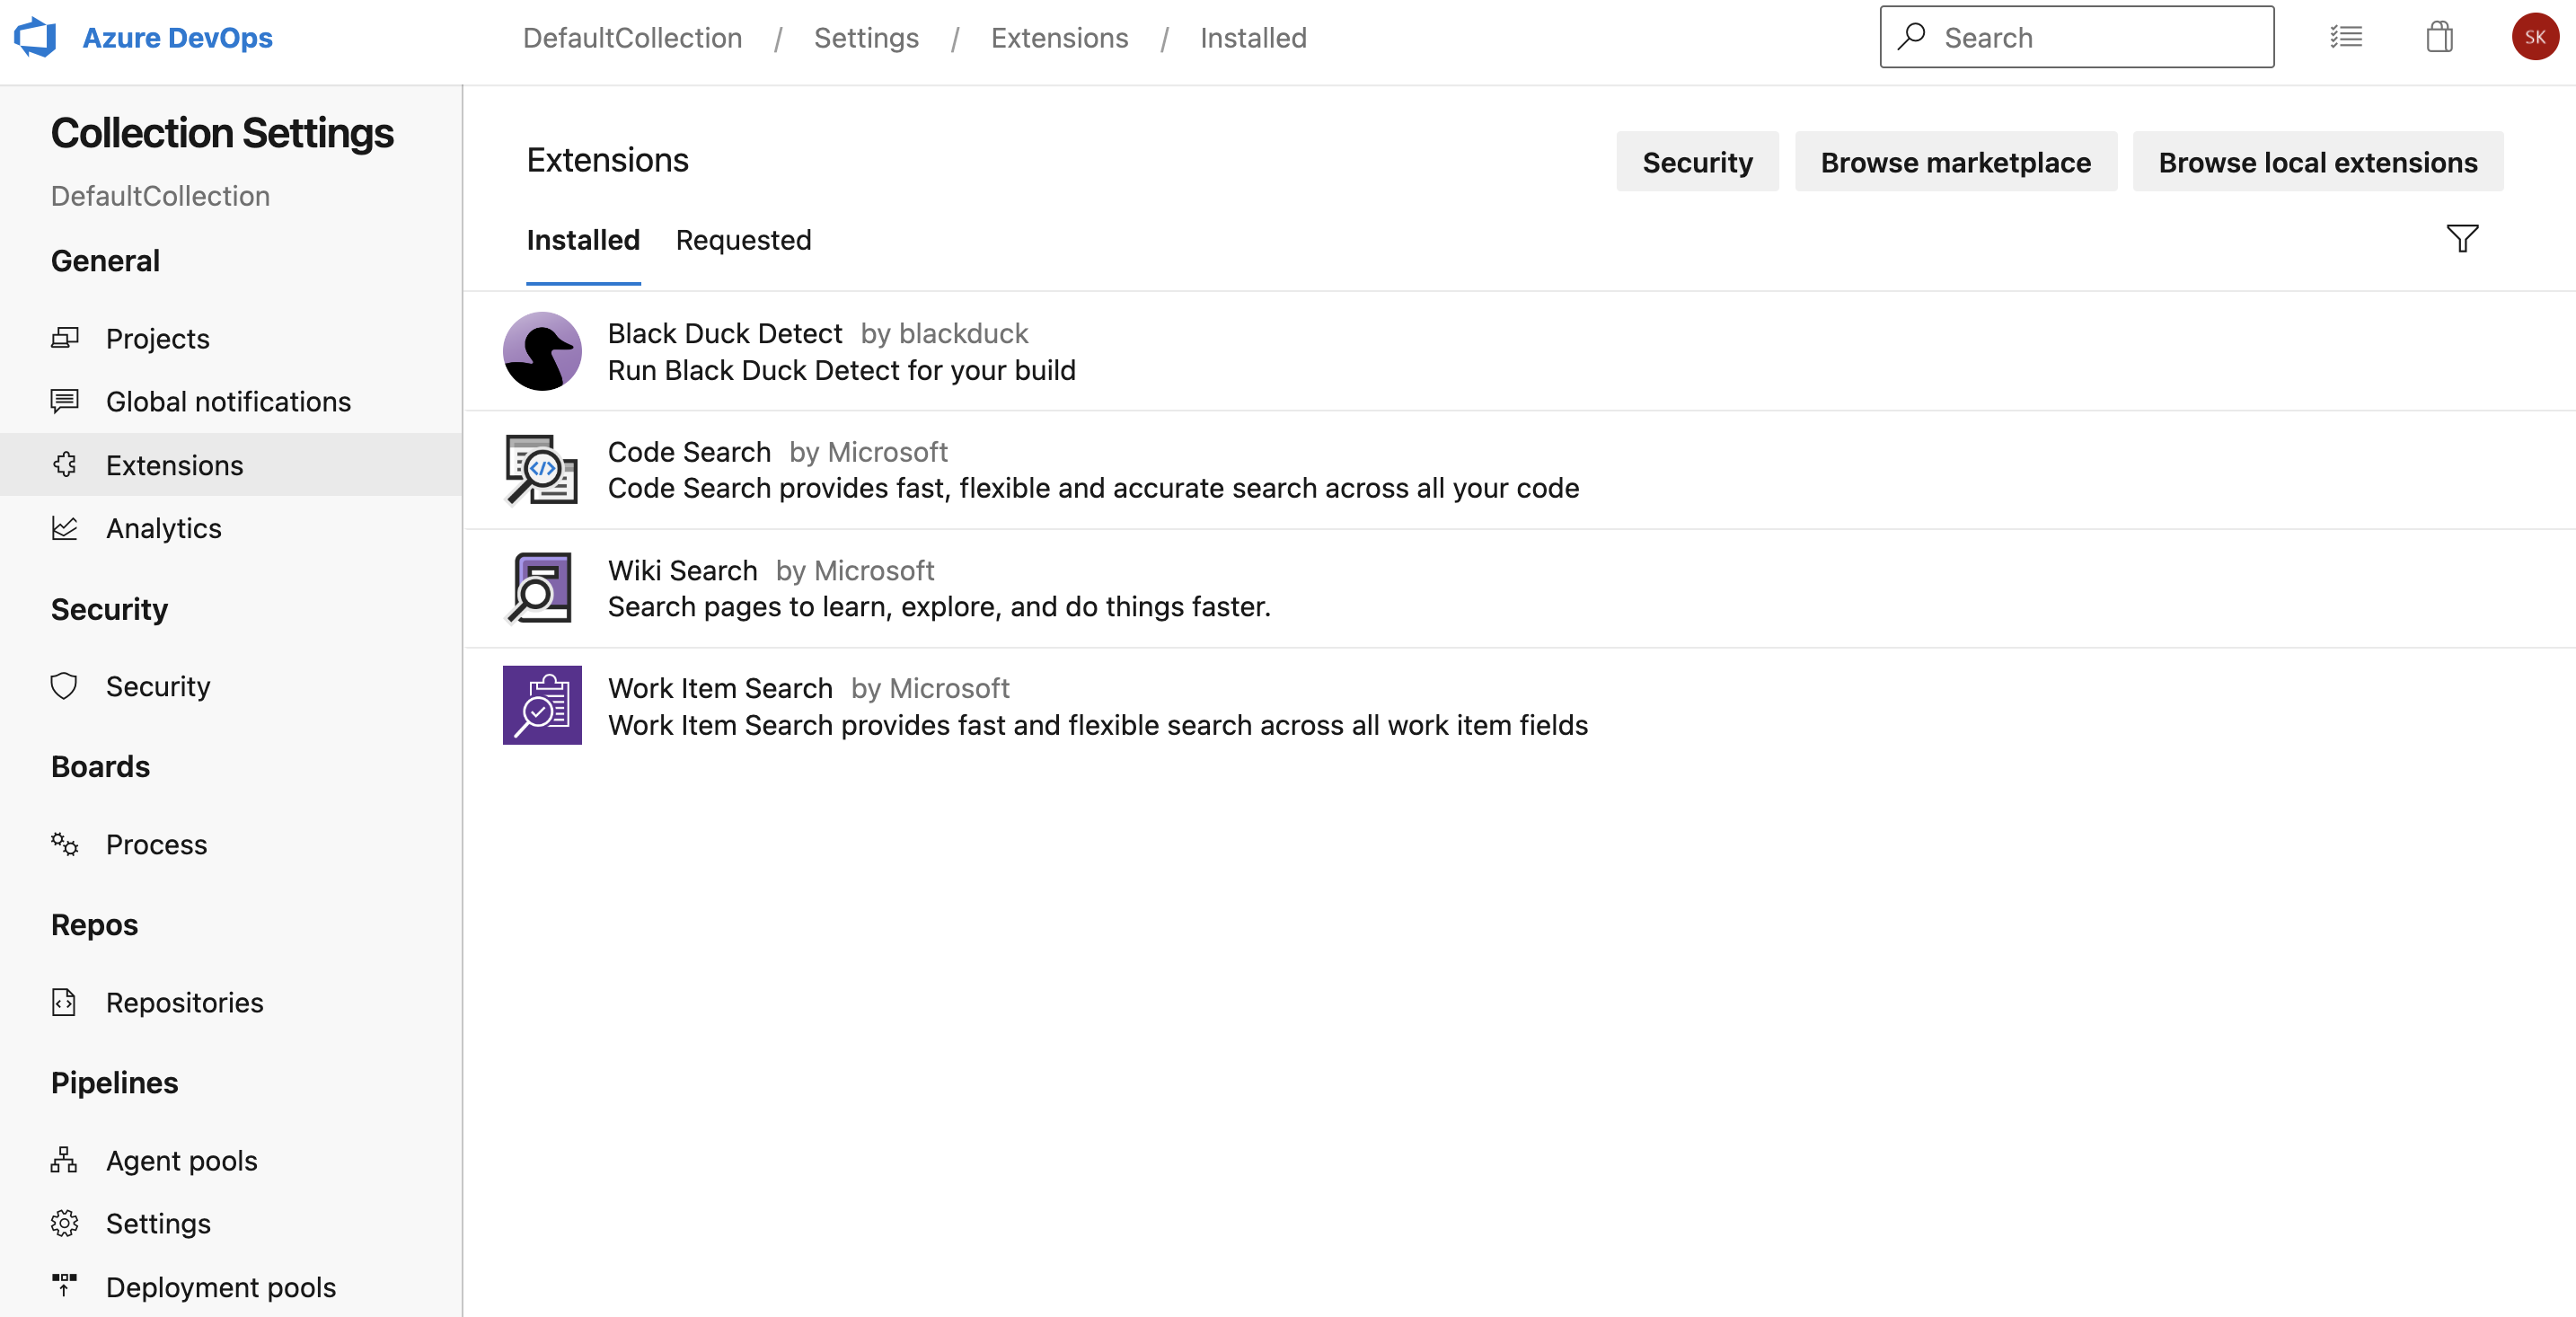 Azure DevOps
DefaultCollection / Settings / Extensions / Installed
Search
SK
Collection Settings
DefaultCollection
General
Projects
Global notifications
Extensions
Analytics
Security
Security
Boards
Process
Repos
Repositories
Pipelines
Agent pools
Settings
Deployment pools
Extensions
Security
Browse marketplace
Browse local extensions
Installed
Requested
Black Duck Detect by blackduck
Run Black Duck Detect for your build
Code Search by Microsoft
Code Search provides fast, flexible and accurate search across all your code
Wiki Search by Microsoft
Search pages to learn, explore, and do things faster.
Work Item Search by Microsoft
Work Item Search provides fast and flexible search across all work item fields